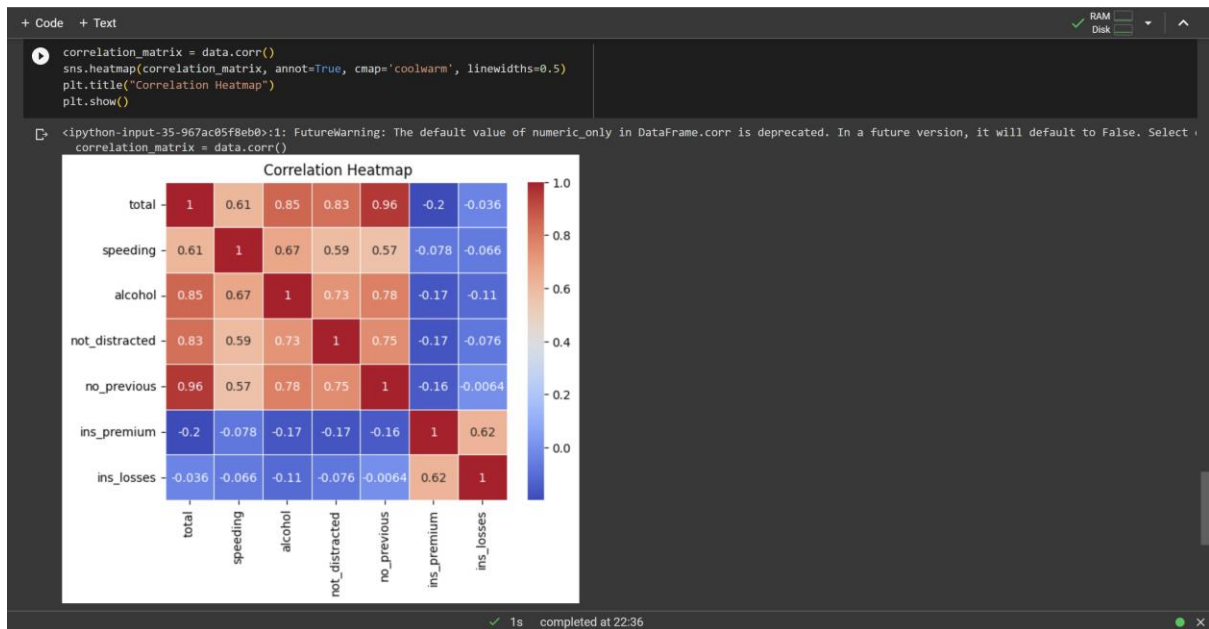 + Code + Text
RAM
Disk
correlation_matrix = data.corr()
sns.heatmap(correlation_matrix, annot=True, cmap='coolwarm', linewidths=0.5)
plt.title("Correlation Heatmap")
plt.show()
<ipython-input-35-967ac05f8eb0>:1: FutureWarning: The default value of numeric_only in DataFrame.corr is deprecated. In a future version, it will default to False. Select
correlation_matrix = data.corr()
Correlation Heatmap
total 1 0.61 0.85 0.83 0.96 -0.2 -0.036
speeding 0.61 1 0.67 0.59 0.57 -0.078 -0.066
alcohol 0.85 0.67 1 0.73 0.78 -0.17 -0.11
not_distracted 0.83 0.59 0.73 1 0.75 -0.17 -0.076
no_previous 0.96 0.57 0.78 0.75 1 -0.16 -0.0064
ins_premium -0.2 -0.078 -0.17 -0.17 -0.16 1 0.62
ins_losses -0.036 -0.066 -0.11 -0.076 -0.0064 0.62 1
total speeding alcohol not_distracted no_previous ins_premium ins_losses
1.0
0.8
0.6
0.4
0.2
0.0
1s completed at 22:36